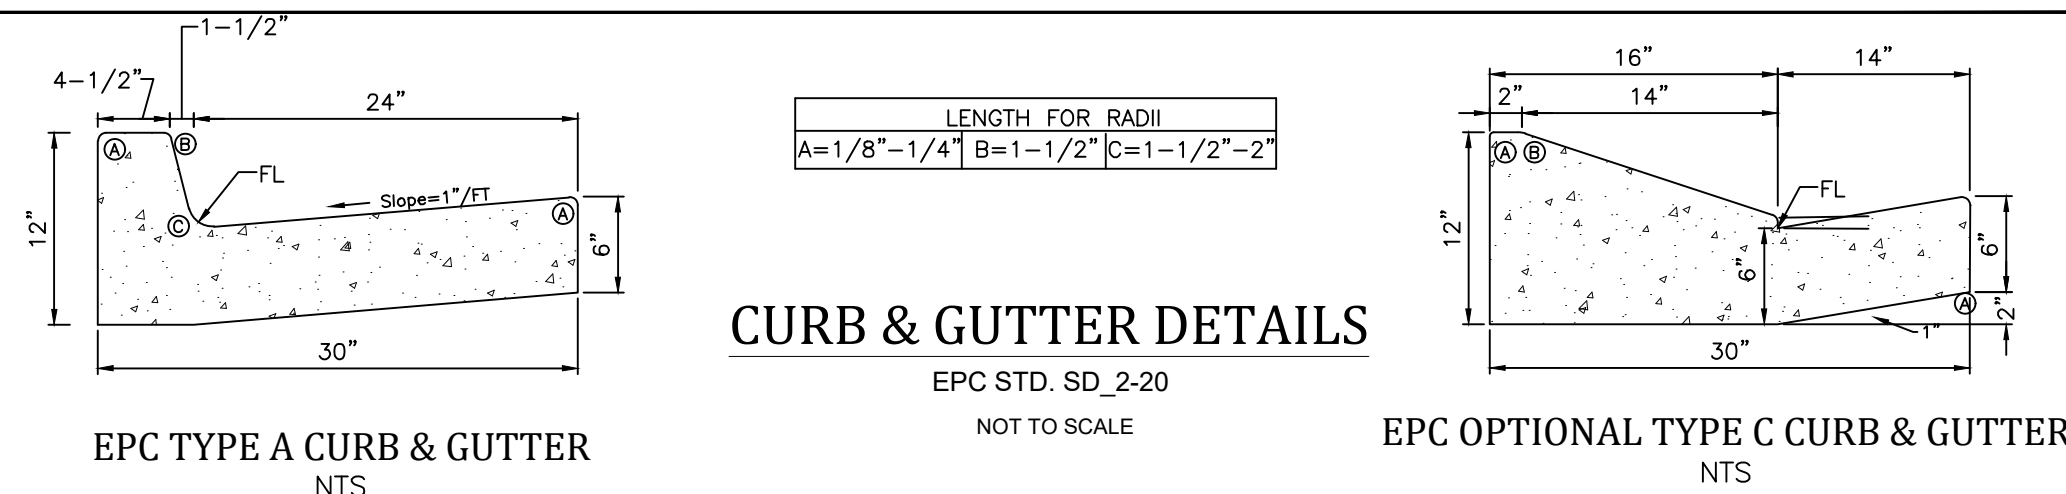 1-1/2"
4-1/2"
24"
A
B
FL
Slope=1"/FT
A
C
12"
6"
30"
EPC TYPE A CURB & GUTTER
NTS
LENGTH FOR RADII
A=1/8"-1/4" B=1-1/2" C=1-1/2"-2"
CURB & GUTTER DETAILS
EPC STD. SD_2-20
NOT TO SCALE
16"
14"
2"
14"
A
B
FL
12"
6"
6"
A
2"
1"
30"
EPC OPTIONAL TYPE C CURB & GUTTER
NTS